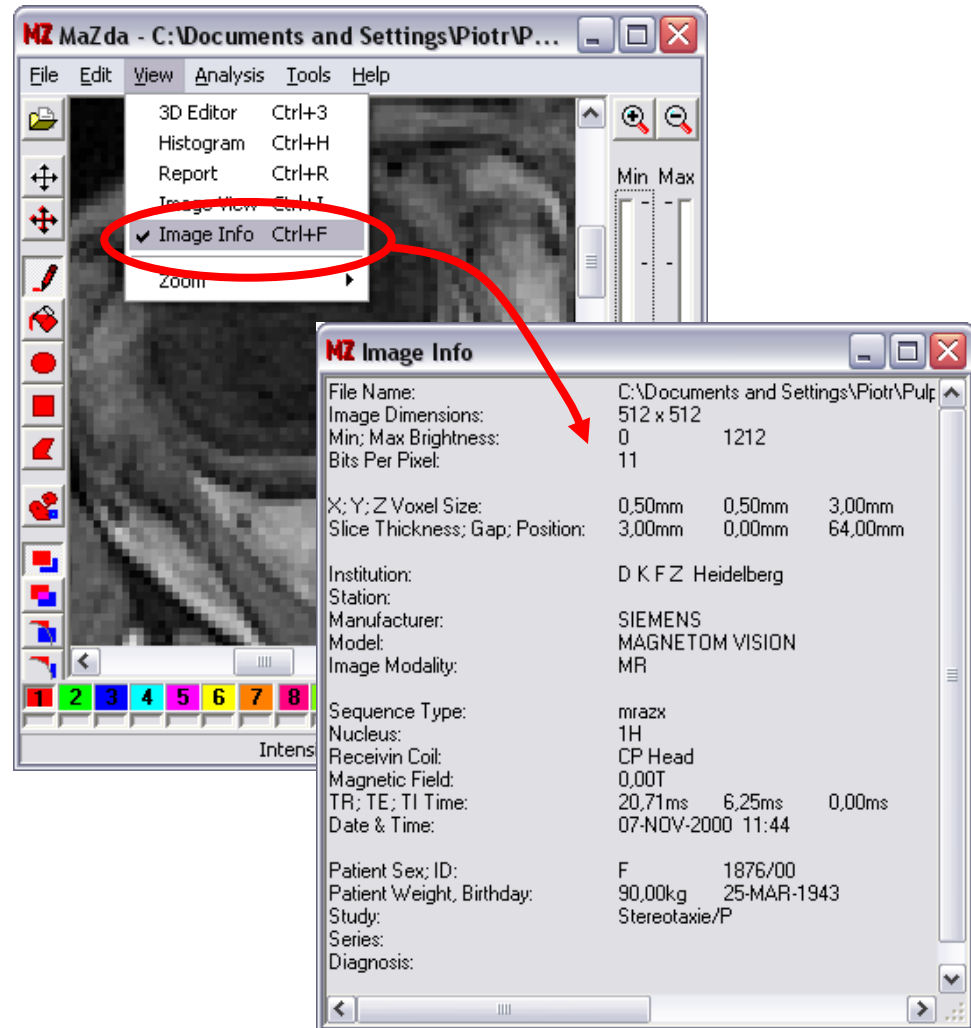 MZ MaZda - C:\Documents and Settings\Piotr\P...
File Edit View Analysis Tools Help
3D Editor Ctrl+3
Histogram Ctrl+H
Report Ctrl+R
Image View Ctrl+I
Image Info Ctrl+F
Zoom
Min Max
MZ Image Info
File Name: C:\Documents and Settings\Piotr\Pulp
Image Dimensions: 512 x 512
Min; Max Brightness: 0 1212
Bits Per Pixel: 11
X; Y; Z Voxel Size: 0,50mm 0,50mm 3,00mm
Slice Thickness; Gap; Position: 3,00mm 0,00mm 64,00mm
Institution: D K F Z Heidelberg
Station:
Manufacturer: SIEMENS
Model: MAGNETOM VISION
Image Modality: MR
Sequence Type: mrazx
Nucleus: 1H
Receivin Coil: CP Head
Magnetic Field: 0,00T
TR; TE; TI Time: 20,71ms 6,25ms 0,00ms
Date & Time: 07-NOV-2000 11:44
Patient Sex; ID: F 1876/00
Patient Weight, Birthday: 90,00kg 25-MAR-1943
Study: Stereotaxie/P
Series:
Diagnosis:
1 2 3 4 5 6 7 8
Intens